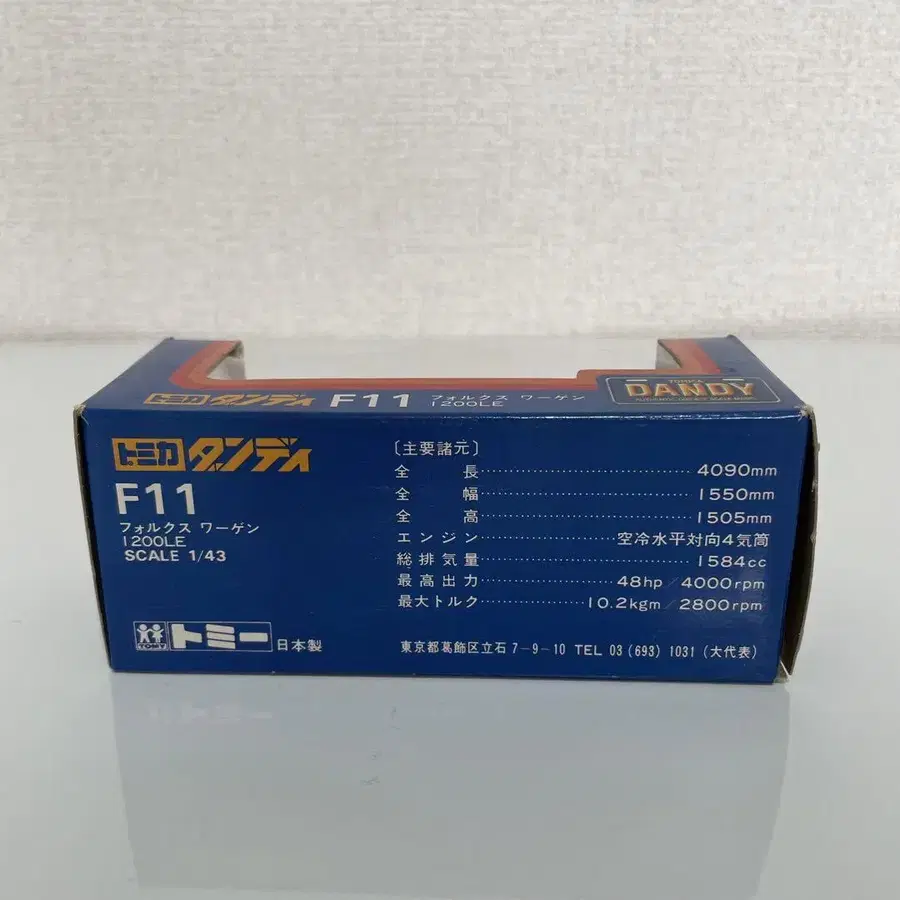 トミカ ダンディ F11 フォルクス ワーゲン
1200LE
TOMICA
DANDY
トミカ ダンディ
F11
フォルクス ワーゲン
1200LE
SCALE 1/43
TOMY トミー 日本製
〔主要諸元〕
全長 4090mm
全幅 1550mm
全高 1505mm
エンジン 空冷水平対向4気筒
総排気量 1584cc
最高出力 48hp/4000rpm
最大トルク 10.2kgm/2800rpm
東京都葛飾区立石7-9-10 TEL 03(693)1031(大代表)